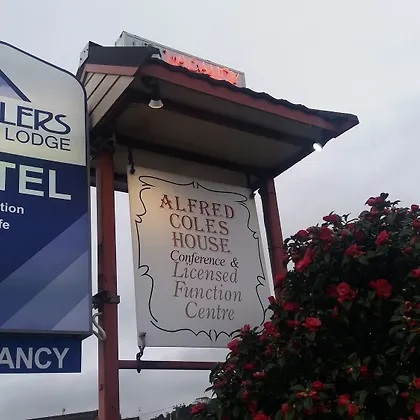 LERS
LODGE
TEL
tion
fe
ANCY
ALFRED
COLES
HOUSE
Conference &
Licensed
Function
Centre